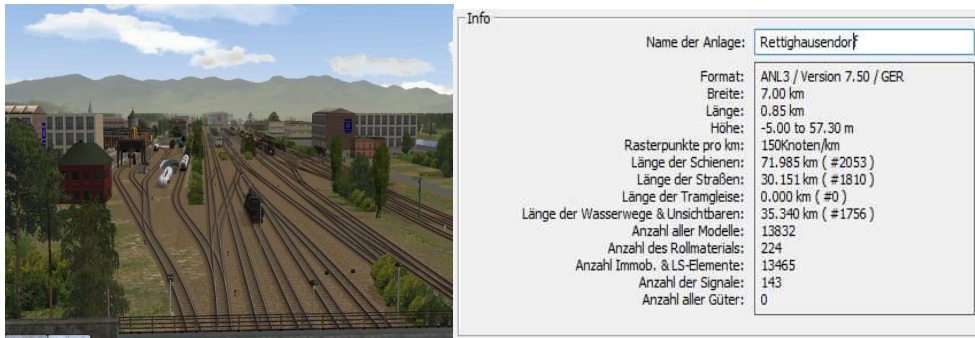 Info
Name der Anlage: Rettighausendorf
Format: ANL3 / Version 7.50 / GER
Breite: 7.00 km
Länge: 0.85 km
Höhe: -5.00 to 57.30 m
Rasterpunkte pro km: 150Knoten/km
Länge der Schienen: 71.985 km ( #2053 )
Länge der Straßen: 30.151 km ( #1810 )
Länge der Tramgleise: 0.000 km ( #0 )
Länge der Wasserwege & Unsichtbaren: 35.340 km ( #1756 )
Anzahl aller Modelle: 13832
Anzahl des Rollmaterials: 224
Anzahl Immob. & LS-Elemente: 13465
Anzahl der Signale: 143
Anzahl aller Güter: 0